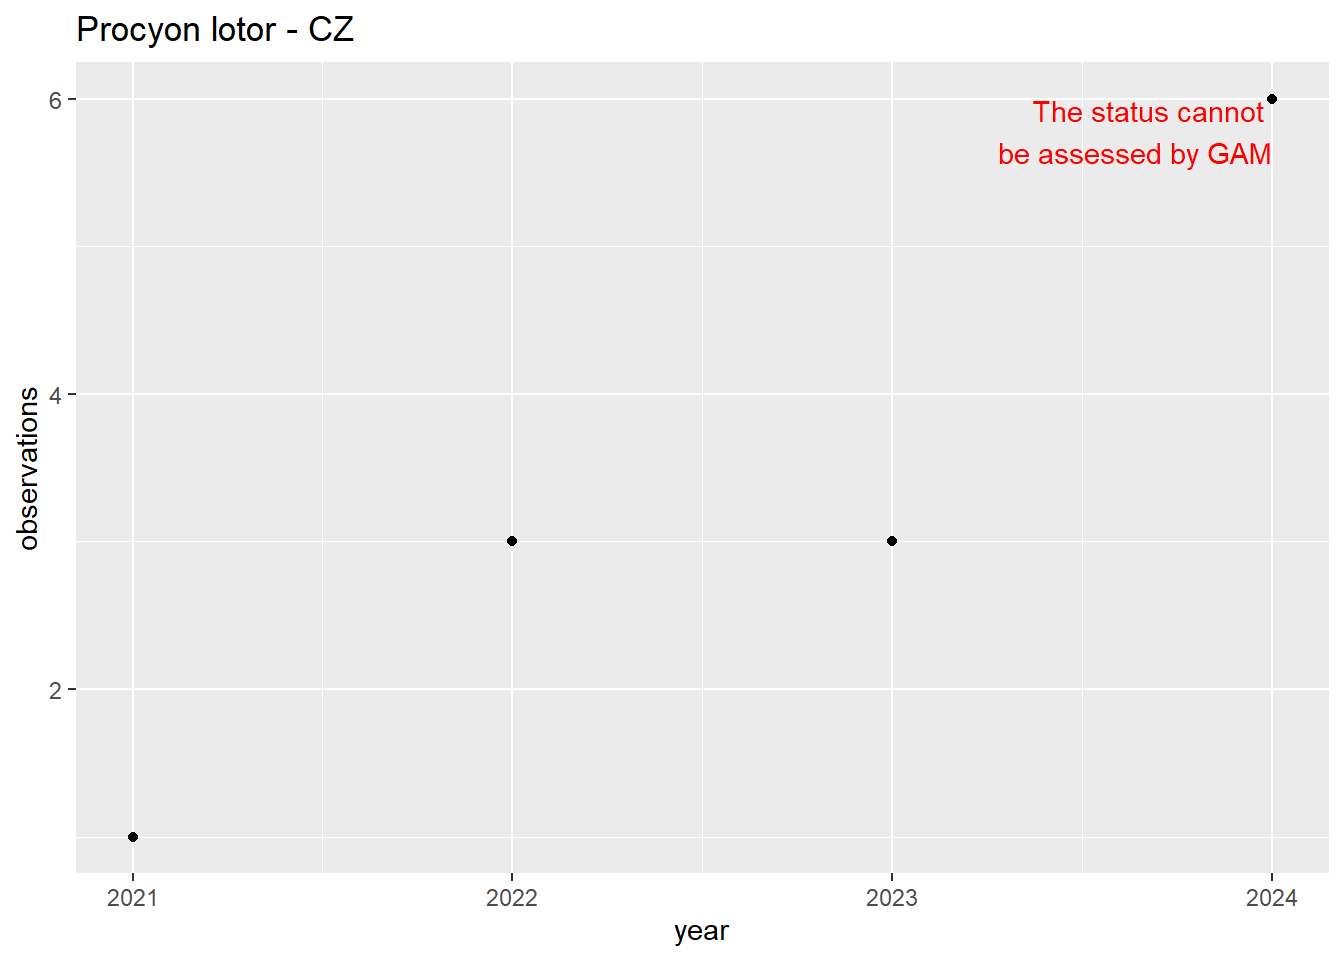 Procyon lotor - CZ
6
The status cannot
be assessed by GAM
4
observations
2
2021 2022 2023 2024
year